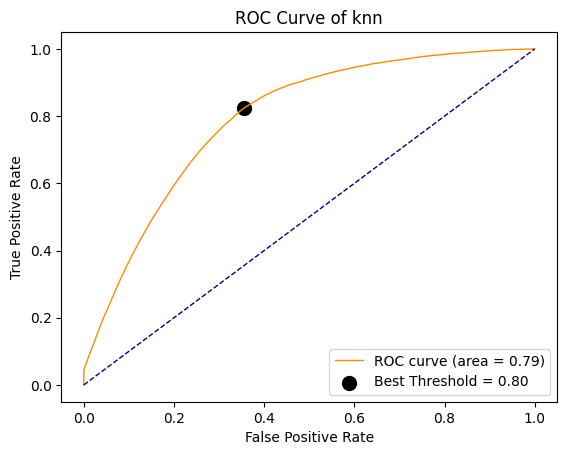 ROC Curve of knn
True Positive Rate
1.0
0.8
0.6
0.4
0.2
0.0
ROC curve (area = 0.79)
Best Threshold = 0.80
0.0 0.2 0.4 0.6 0.8 1.0
False Positive Rate